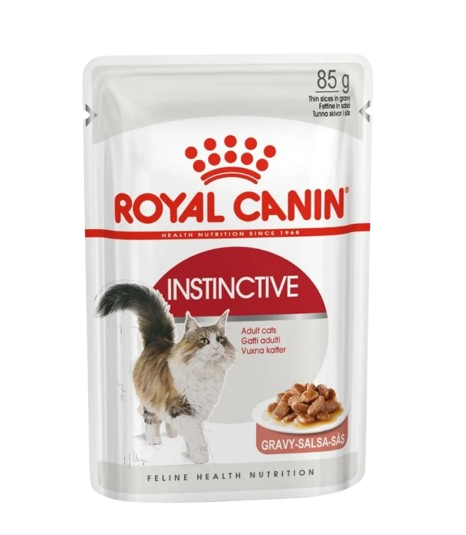 85 g
Thin slices in gravy
Fettine in salsa
Tunna skivor i sås
ROYAL CANIN
HEALTH NUTRITION SINCE 1968
INSTINCTIVE
Adult cats
Gatti adulti
Vuxna katter
GRAVY-SALSA-SÅS
FELINE HEALTH NUTRITION